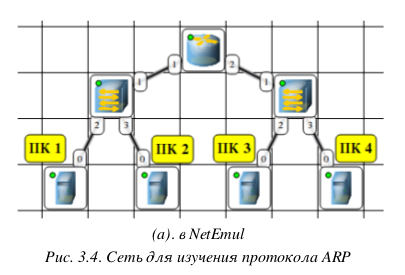 1 1 2 1
2 3 2 3
ПК 1 ПК 2 ПК 3 ПК 4
0 0 0 0
(а). в NetEmul
Рис. 3.4. Сеть для изучения протокола ARP